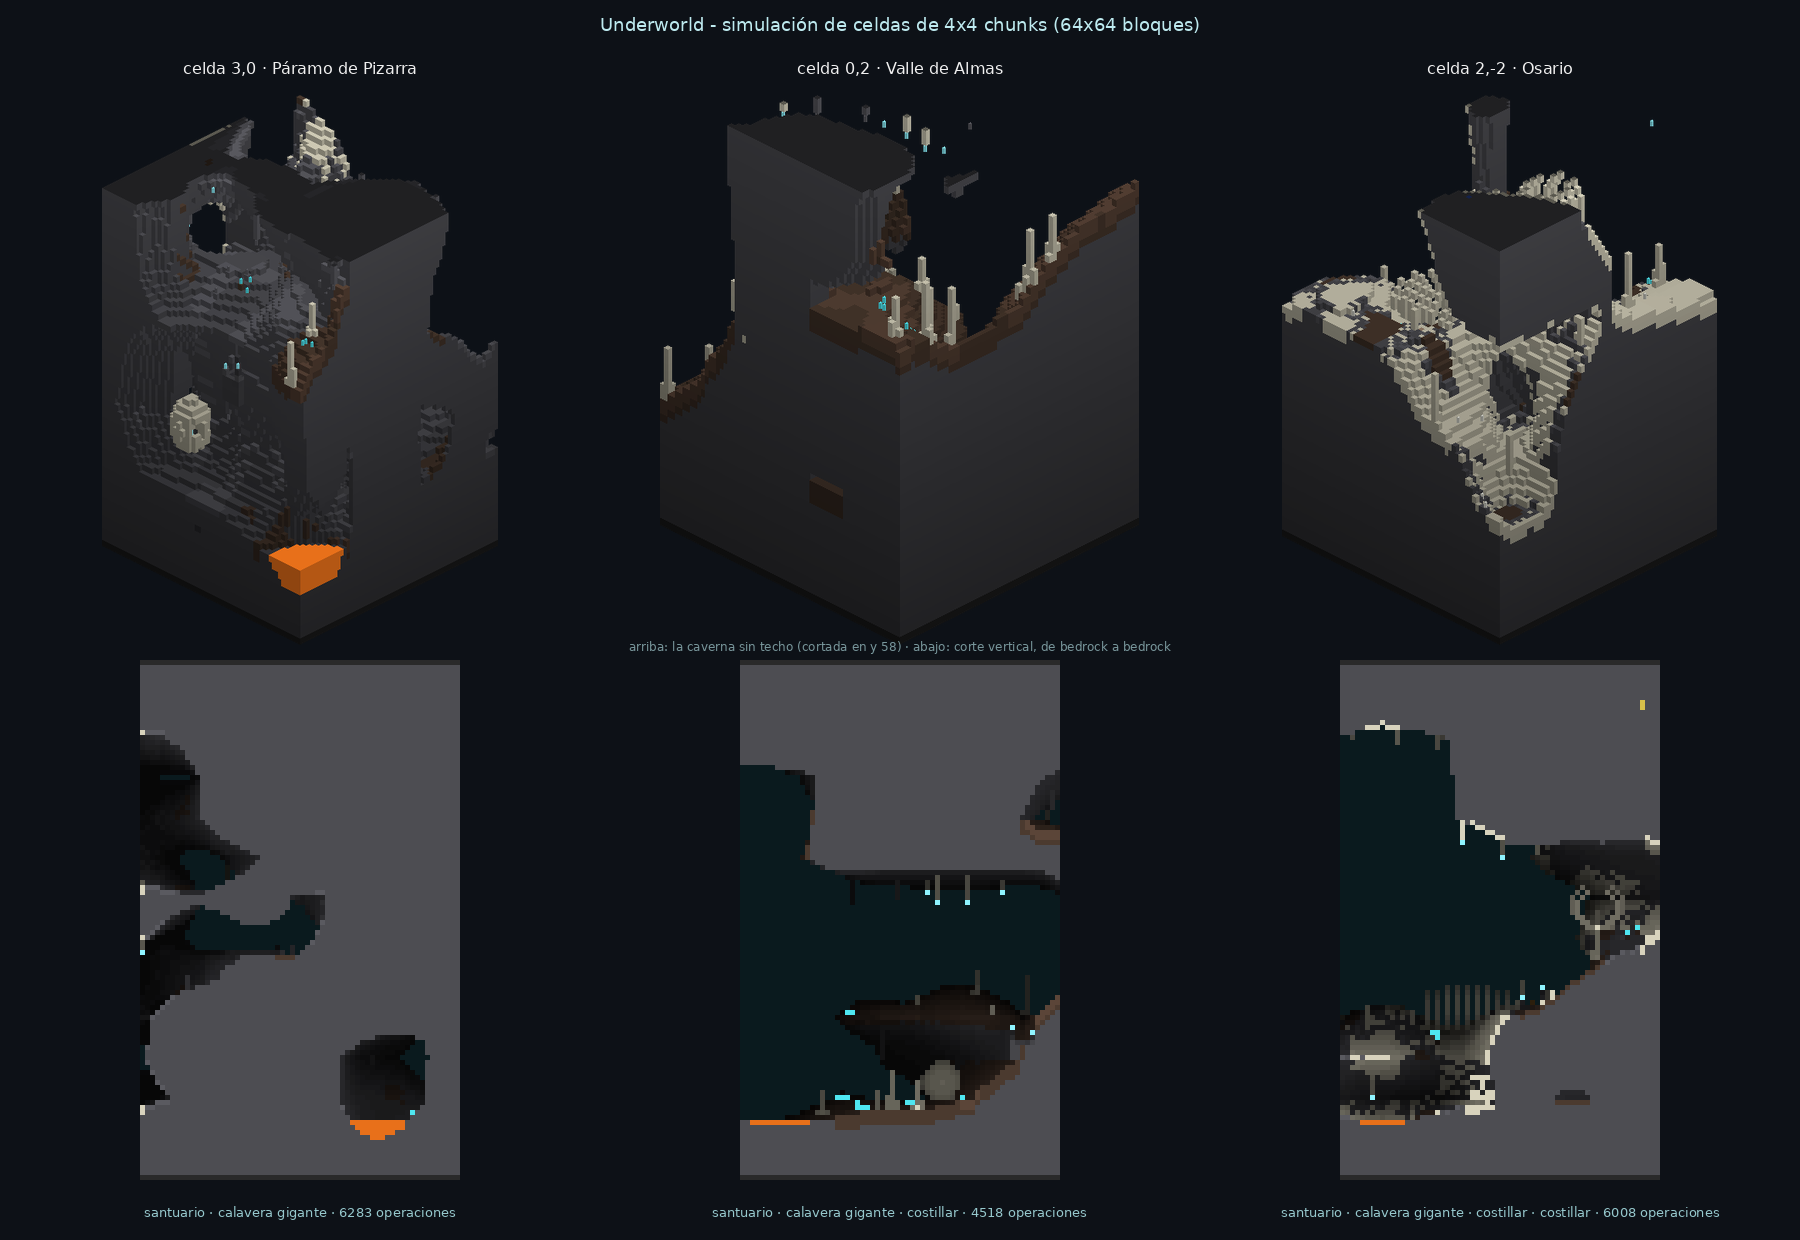 Underworld - simulación de celdas de 4x4 chunks (64x64 bloques)
celda 3,0 · Páramo de Pizarra
celda 0,2 · Valle de Almas
celda 2,-2 · Osario
arriba: la caverna sin techo (cortada en y 58) · abajo: corte vertical, de bedrock a bedrock
santuario · calavera gigante · 6283 operaciones
santuario · calavera gigante · costillar · 4518 operaciones
santuario · calavera gigante · costillar · costillar · 6008 operaciones